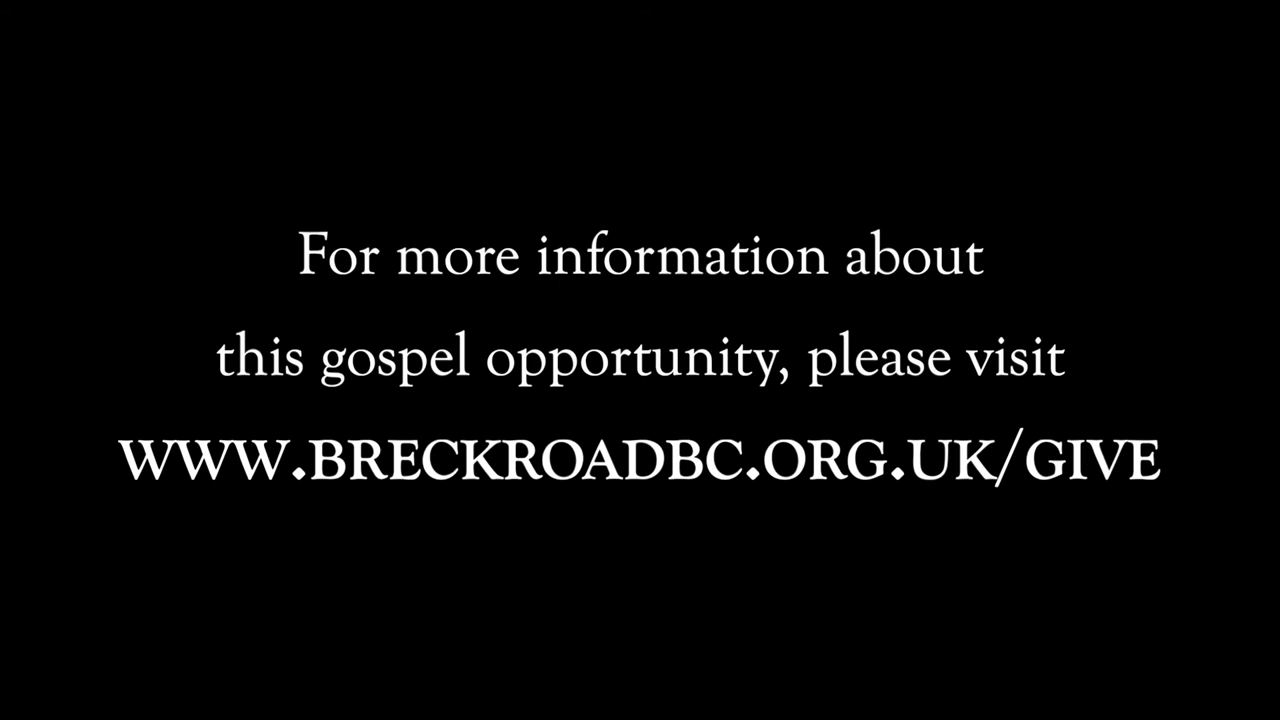 For more information about
this gospel opportunity, please visit
WWW.BRECKROADBC.ORG.UK/GIVE